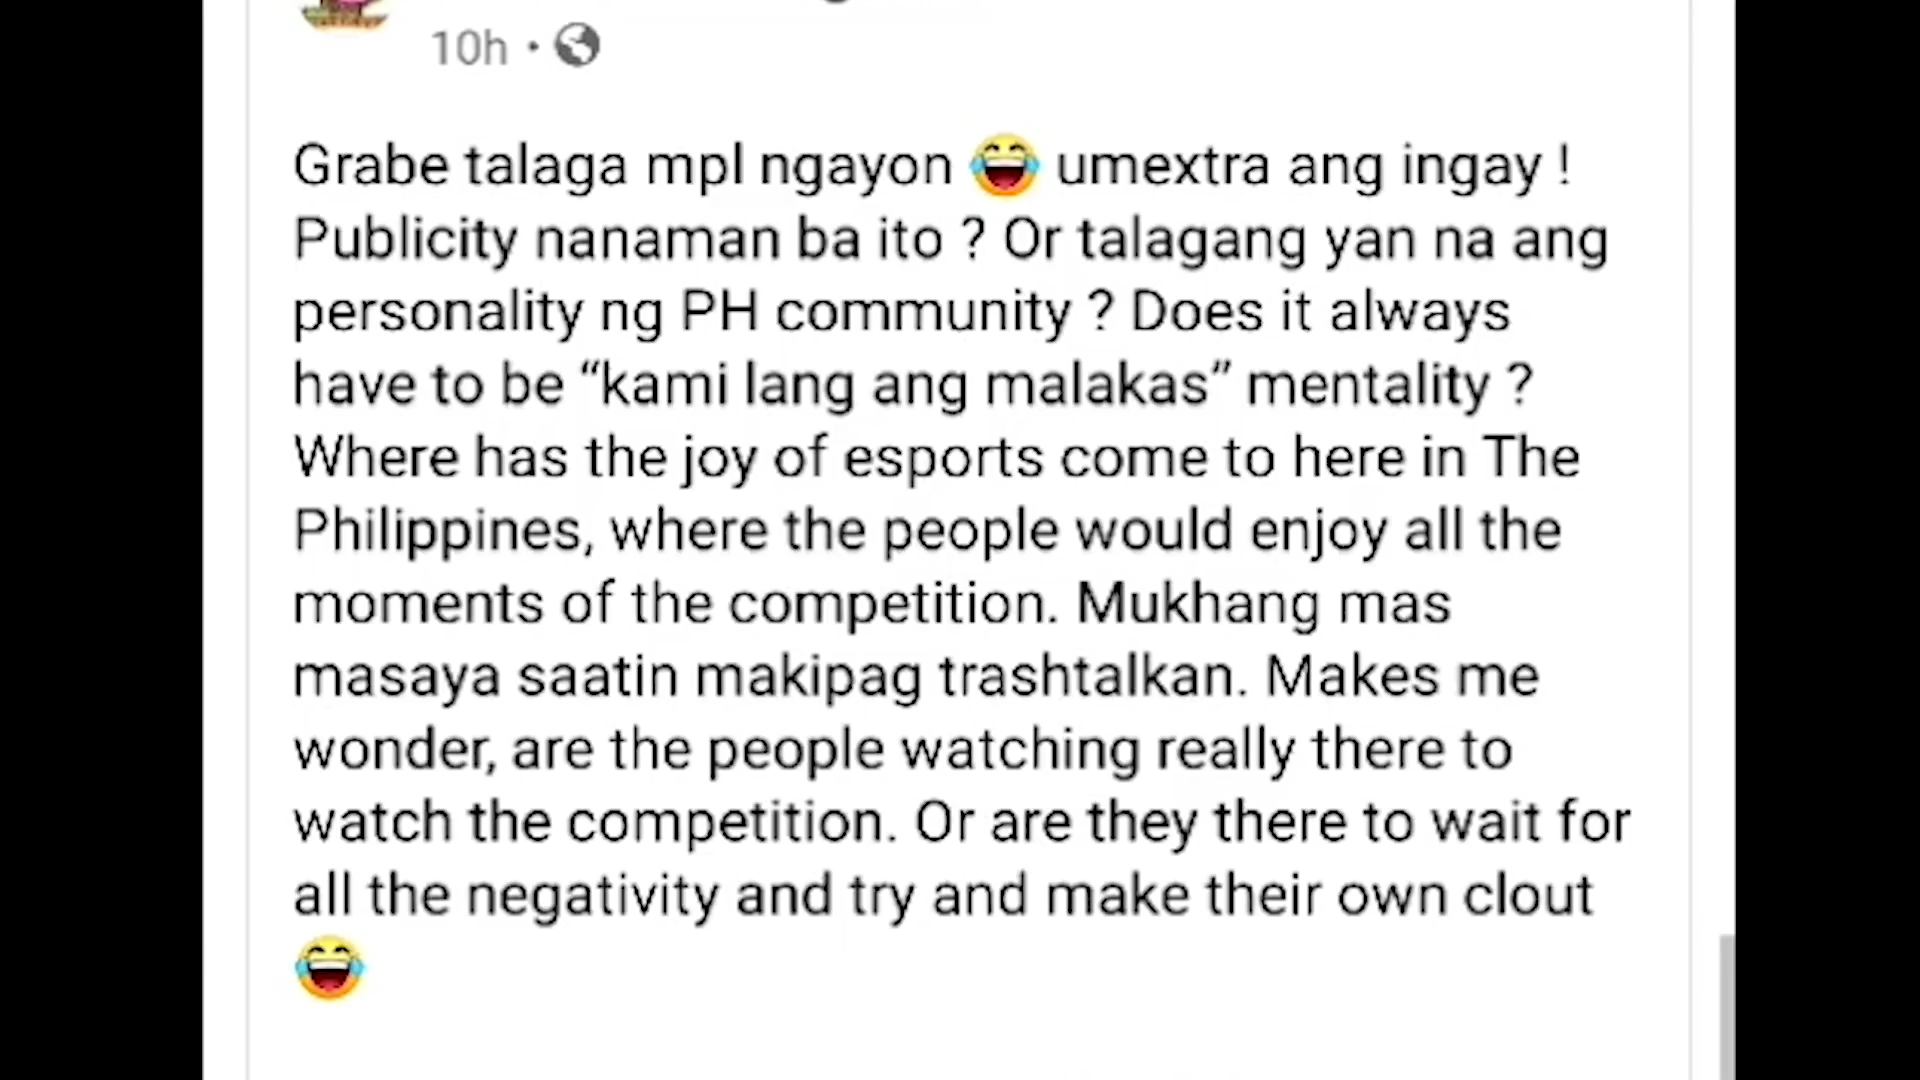 10h •
Grabe talaga mpl ngayon 😂 umextra ang ingay !
Publicity nanaman ba ito ? Or talagang yan na ang
personality ng PH community ? Does it always
have to be “kami lang ang malakas” mentality ?
Where has the joy of esports come to here in The
Philippines, where the people would enjoy all the
moments of the competition. Mukhang mas
masaya saatin makipag trashtalkan. Makes me
wonder, are the people watching really there to
watch the competition. Or are they there to wait for
all the negativity and try and make their own clout
😂